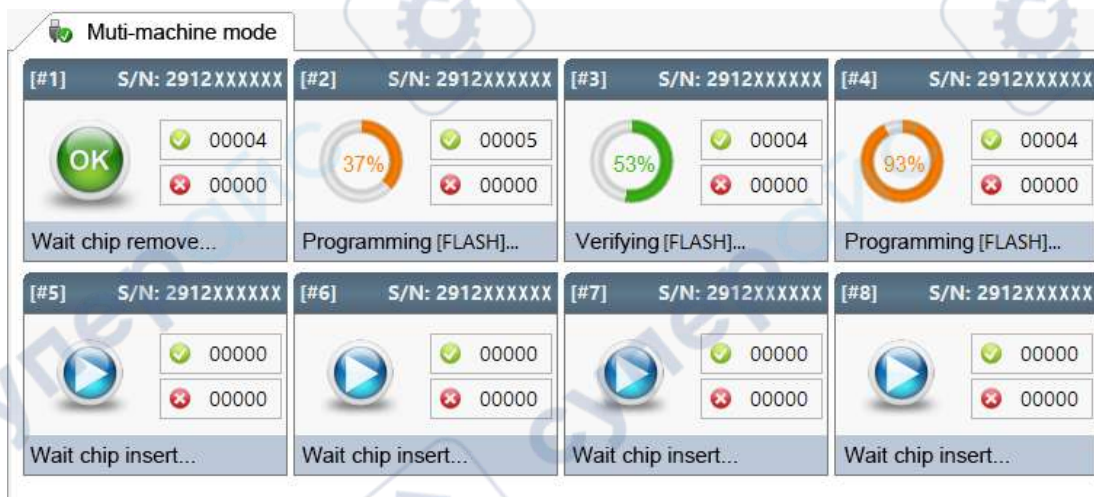 Muti-machine mode
[#1] S/N: 2912XXXXXX [#2] S/N: 2912XXXXXX [#3] S/N: 2912XXXXXX [#4] S/N: 2912XXXXXX
OK 00004 37% 00005 53% 00004 93% 00004
00000 00000 00000 00000
Wait chip remove... Programming [FLASH]... Verifying [FLASH]... Programming [FLASH]...
[#5] S/N: 2912XXXXXX [#6] S/N: 2912XXXXXX [#7] S/N: 2912XXXXXX [#8] S/N: 2912XXXXXX
00000 00000 00000 00000
00000 00000 00000 00000
Wait chip insert... Wait chip insert... Wait chip insert... Wait chip insert...